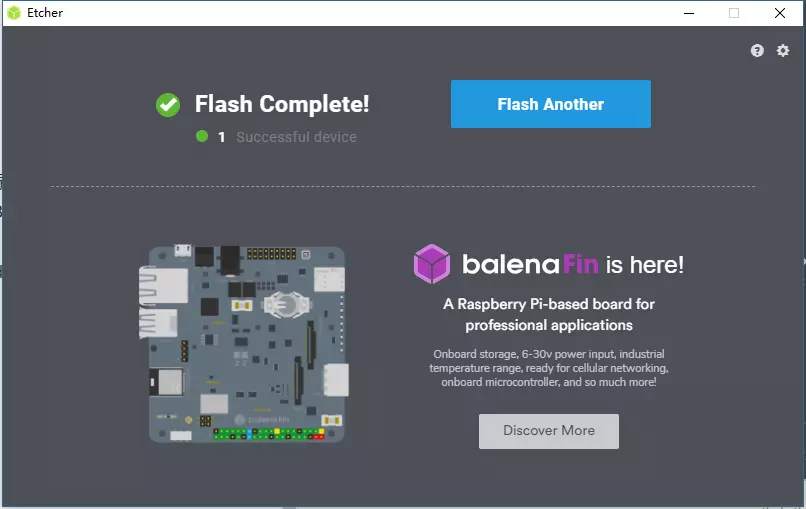 Etcher
Flash Complete!
Flash Another
1 Successful device
balenaFin is here!
A Raspberry Pi-based board for
professional applications
Onboard storage, 6-30v power input, industrial
temperature range, ready for cellular networking,
onboard microcontroller, and so much more!
Discover More
balenaFin